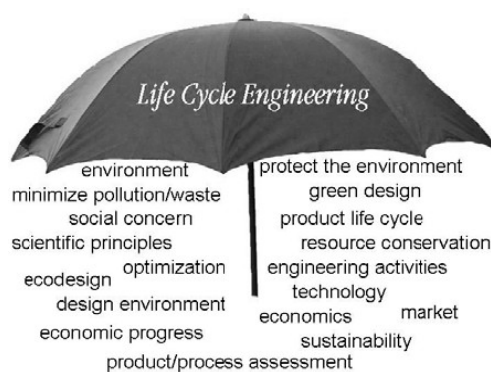 Life Cycle Engineering
environment
protect the environment
minimize pollution/waste
green design
social concern
product life cycle
scientific principles
resource conservation
optimization
engineering activities
ecodesign
technology
design environment
economics
market
economic progress
sustainability
product/process assessment